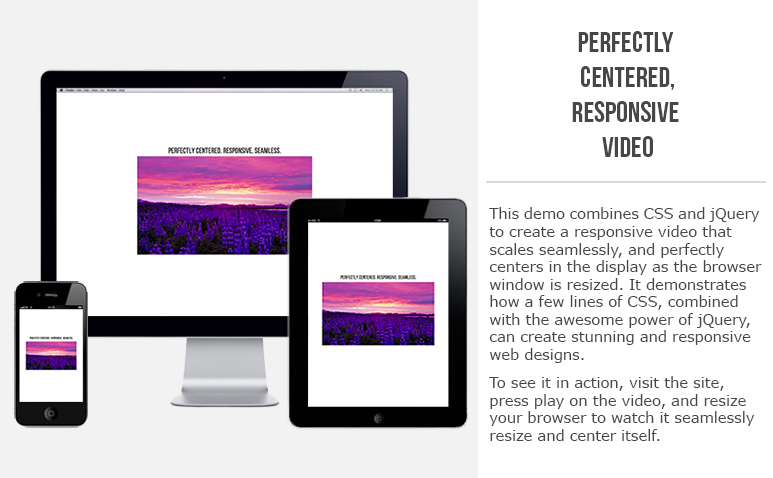 PERFECTLY CENTERED. RESPONSIVE. SEAMLESS.
PERFECTLY CENTERED. RESPONSIVE. SEAMLESS.
PERFECTLY CENTERED. RESPONSIVE. SEAMLESS.
PERFECTLY
CENTERED,
RESPONSIVE
VIDEO
This demo combines CSS and jQuery
to create a responsive video that
scales seamlessly, and perfectly
centers in the display as the browser
window is resized. It demonstrates
how a few lines of CSS, combined
with the awesome power of jQuery,
can create stunning and responsive
web designs.
To see it in action, visit the site,
press play on the video, and resize
your browser to watch it seamlessly
resize and center itself.